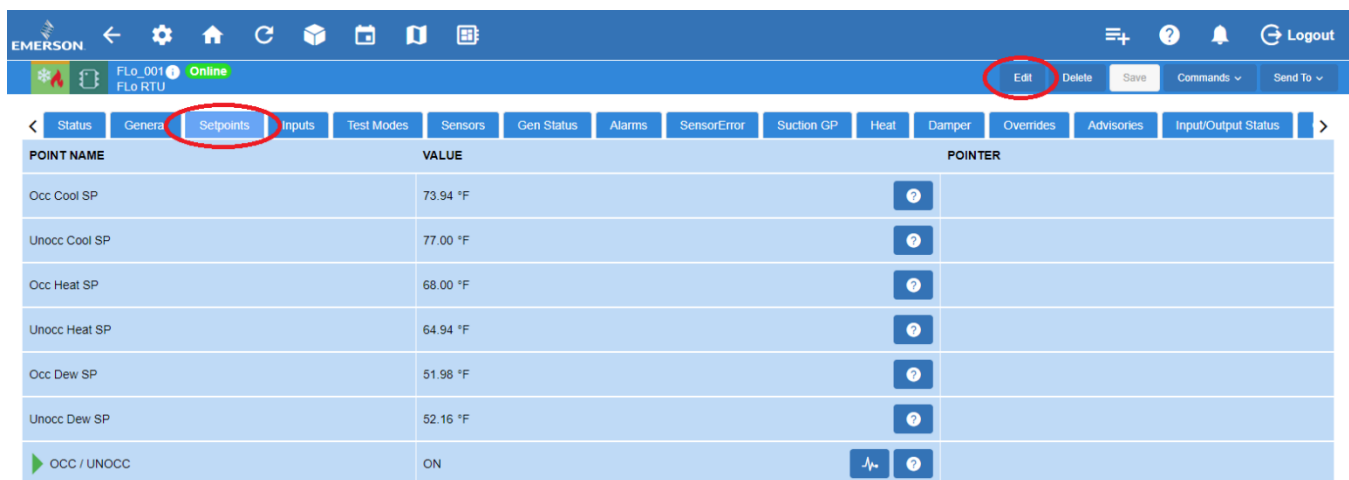 EMERSON. Logout
FLo_001 Online
FLo RTU
Edit Delete Save Commands Send To
Status Genera Setpoints Inputs Test Modes Sensors Gen Status Alarms SensorError Suction GP Heat Damper Overrides Advisories Input/Output Status
POINT NAME VALUE POINTER
Occ Cool SP 73.94 °F
Unocc Cool SP 77.00 °F
Occ Heat SP 68.00 °F
Unocc Heat SP 64.94 °F
Occ Dew SP 51.98 °F
Unocc Dew SP 52.16 °F
OCC / UNOCC ON